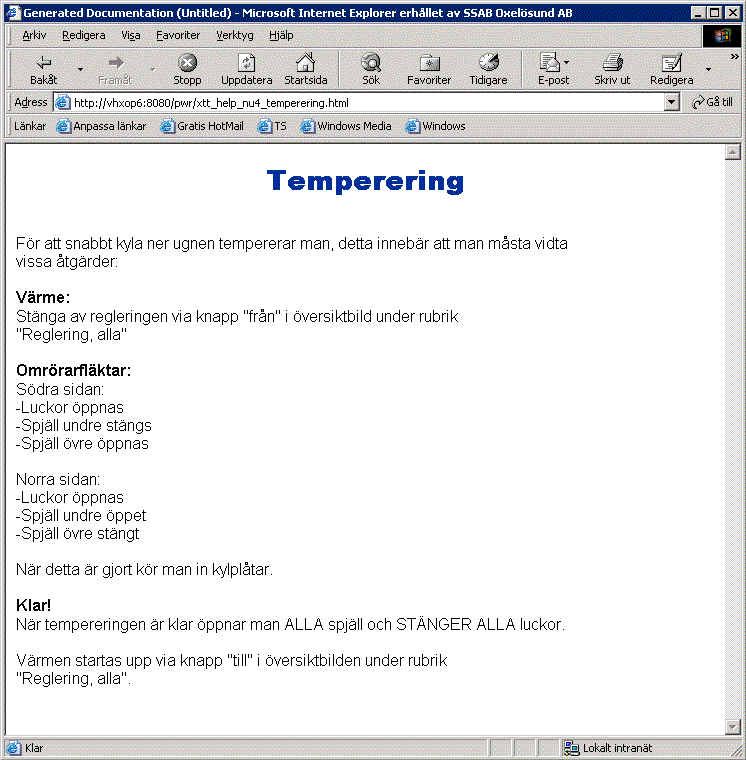 Generated Documentation (Untitled) - Microsoft Internet Explorer erhållet av SSAB Oxelösund AB
Arkiv Redigera Visa Favoriter Verktyg Hjälp
Bakåt Framåt Stopp Uppdatera Startsida Sök Favoriter Tidigare E-post Skriv ut Redigera »
Adress http://vhxop6:8080/pwr/xtt_help_nu4_temperering.html Gå till
Länkar Anpassa länkar Gratis HotMail TS Windows Media Windows
Temperering
För att snabbt kyla ner ugnen tempererar man, detta innebär att man måsta vidta
vissa åtgärder:
Värme:
Stänga av regleringen via knapp "från" i översiktbild under rubrik
"Reglering, alla"
Omrörarfläktar:
Södra sidan:
-Luckor öppnas
-Spjäll undre stängs
-Spjäll övre öppnas
Norra sidan:
-Luckor öppnas
-Spjäll undre öppet
-Spjäll övre stängt
När detta är gjort kör man in kylplåtar.
Klar!
När tempereringen är klar öppnar man ALLA spjäll och STÄNGER ALLA luckor.
Värmen startas upp via knapp "till" i översiktbilden under rubrik
"Reglering, alla".
Klar Lokalt intranät